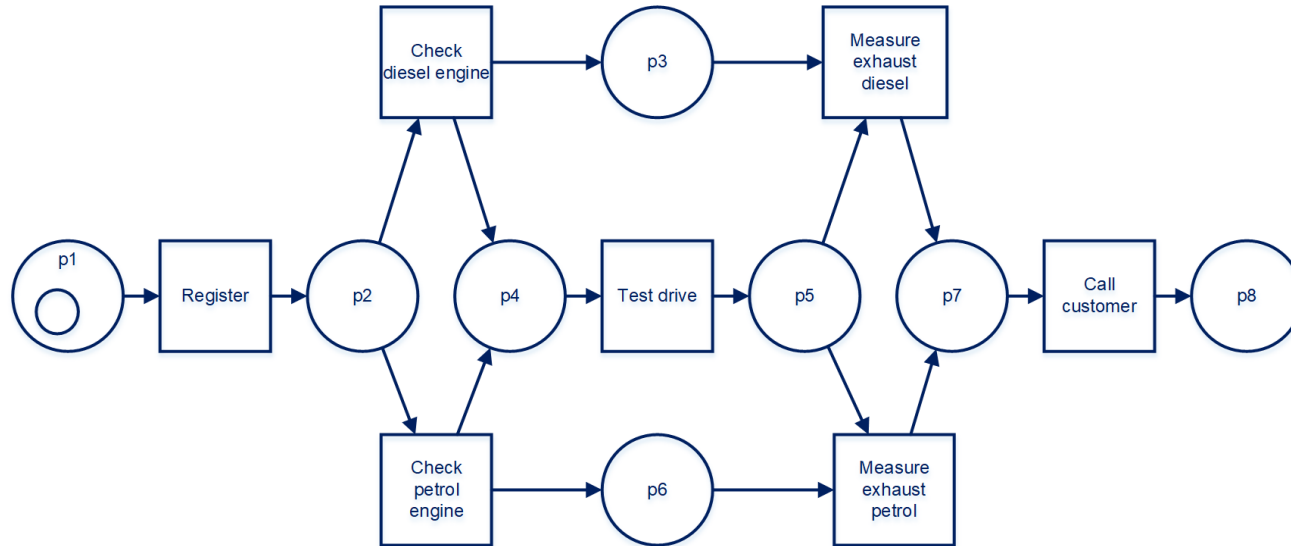 Check
diesel engine
p3
Measure
exhaust
diesel
p1
Register
p2
p4
Test drive
p5
p7
Call
customer
p8
Check
petrol
engine
p6
Measure
exhaust
petrol